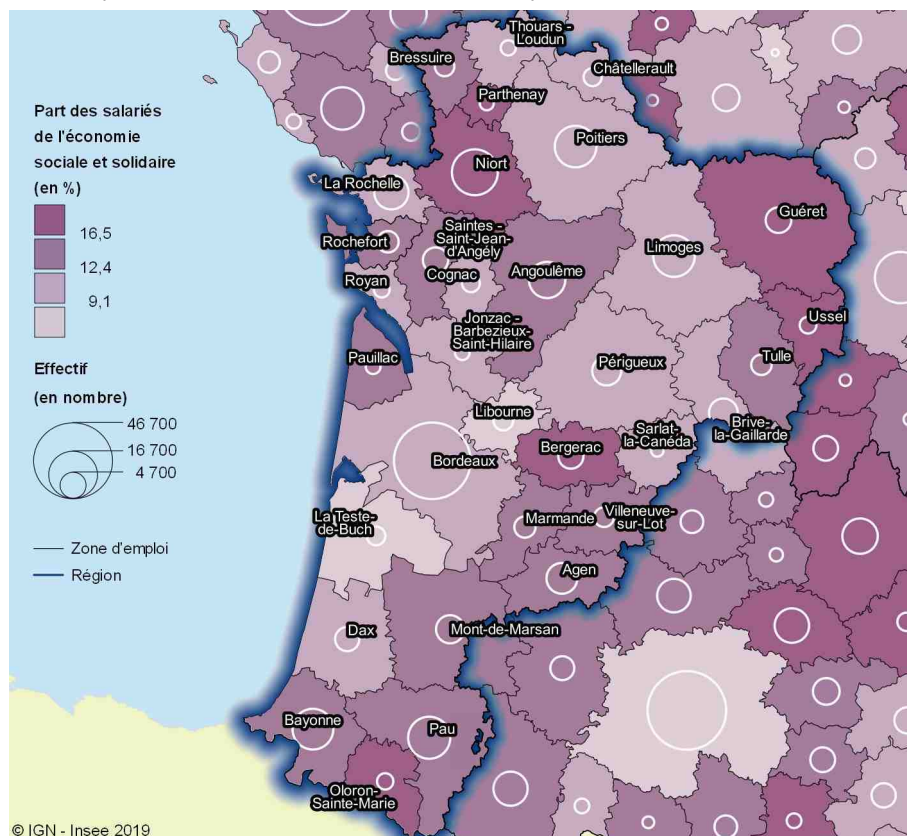 Part des salariés
de l'économie
sociale et solidaire
(en %)
16,5
12,4
9,1
Effectif
(en nombre)
46 700
16 700
4 700
Zone d'emploi
Région
Thouars -
Loudun
Bressuire
Châtellerault
Parthenay
Poitiers
Niort
La Rochelle
Guéret
Saintes -
Saint-Jean-
d'Angély
Rochefort
Limoges
Cognac
Angoulême
Royan
Jonzac -
Barbezieux-
Saint-Hilaire
Ussel
Pauillac
Périgueux
Tulle
Libourne
Sarlat-
la-Canéda
Brive-
la-Gaillarde
Bergerac
Bordeaux
La Teste-
de-Buch
Marmande
Villeneuve-
sur-Lot
Agen
Dax
Mont-de-Marsan
Bayonne
Pau
Oloron-
Sainte-Marie
© IGN - Insee 2019